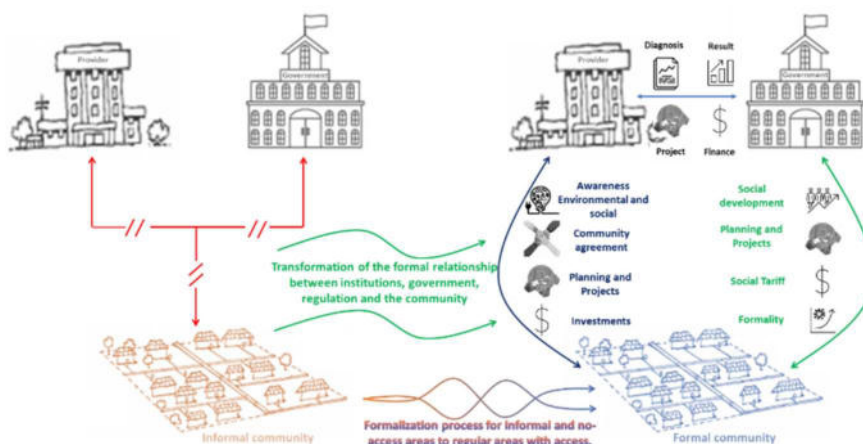 Provider
Government
Diagnosis
Result
Provider
Government
Project
Finance
Awareness
Environmental and
social
Community
agreement
Planning and
Projects
Investments
Social
development
Planning and
Projects
Social Tariff
Formality
Transformation of the formal relationship
between institutions, government,
regulation and the community
Informal community
Formalization process for informal and no-
access areas to regular areas with access.
Formal community